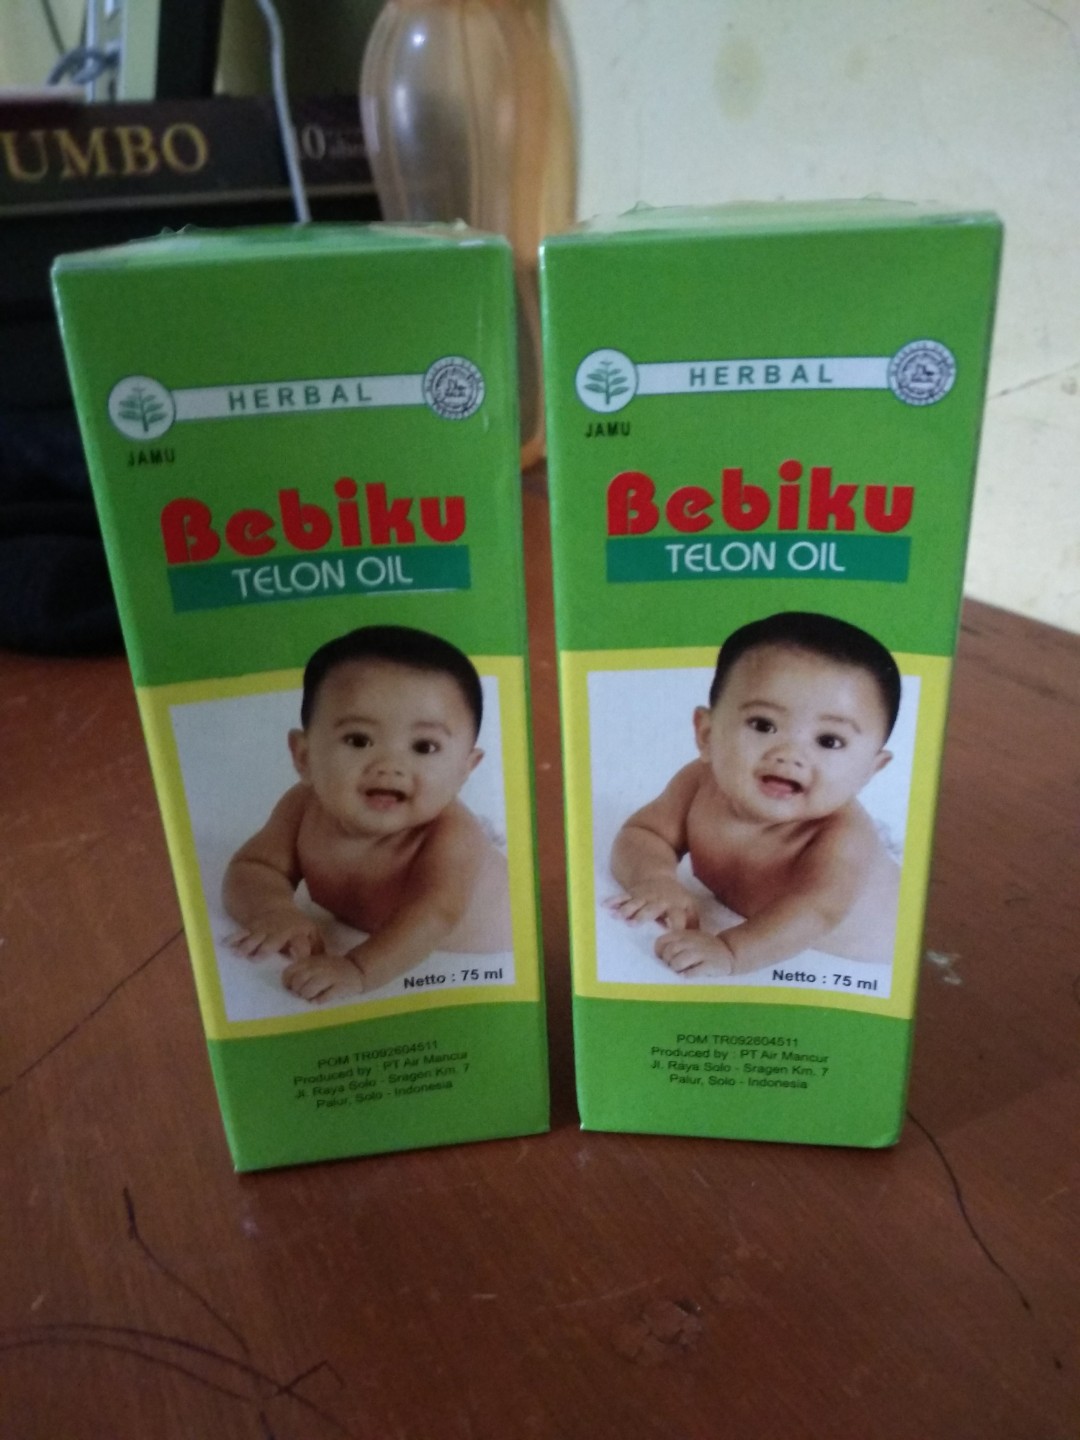 UMBO
10
HERBAL
JAMU
Bebiku
TELON OIL
Netto : 75 ml
POM TR092604511
Produced by : PT Air Mancur
Jl. Raya Solo - Sragen Km. 7
Palur, Solo - Indonesia
HERBAL
JAMU
Bebiku
TELON OIL
Netto : 75 ml
POM TR092604511
Produced by : PT Air Mancur
Jl. Raya Solo - Sragen Km. 7
Palur, Solo - Indonesia